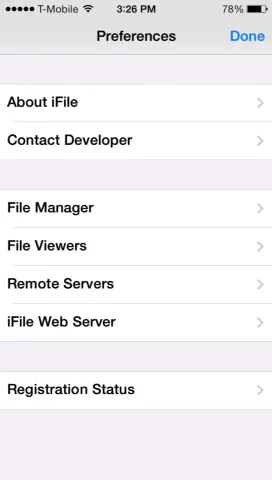 T-Mobile 3:26 PM 78%
Preferences Done
About iFile
Contact Developer
File Manager
File Viewers
Remote Servers
iFile Web Server
Registration Status